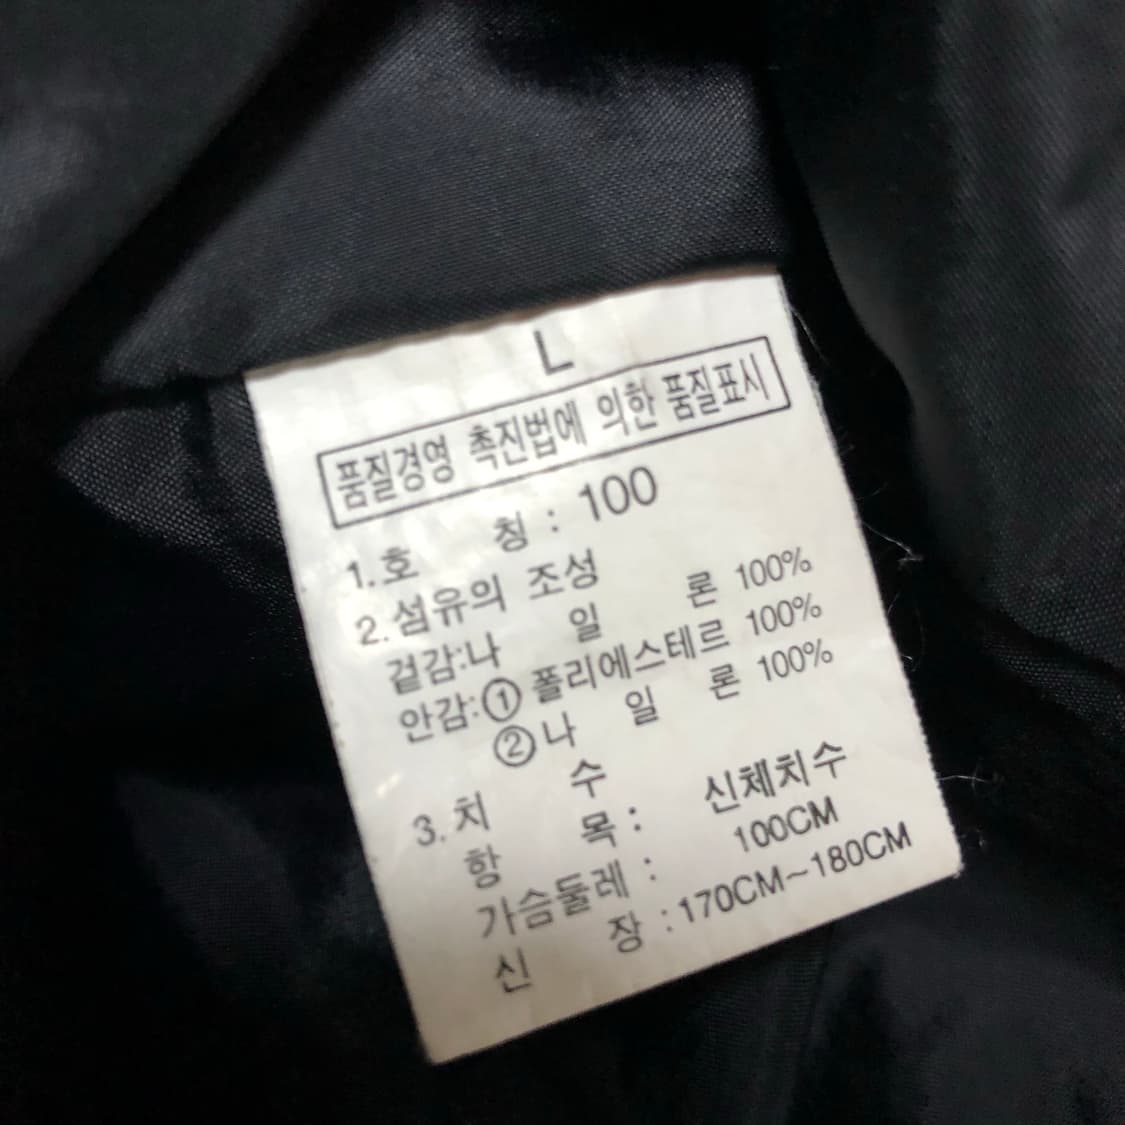 L
품질경영 촉진법에 의한 품질표시
1. 호 칭 : 100
2. 섬유의 조성
겉감:나 일 론 100%
안감:① 폴리에스테르 100%
② 나 일 론 100%
3. 치 수
항 목 : 신체치수
가슴둘레 : 100CM
신 장 : 170CM~180CM